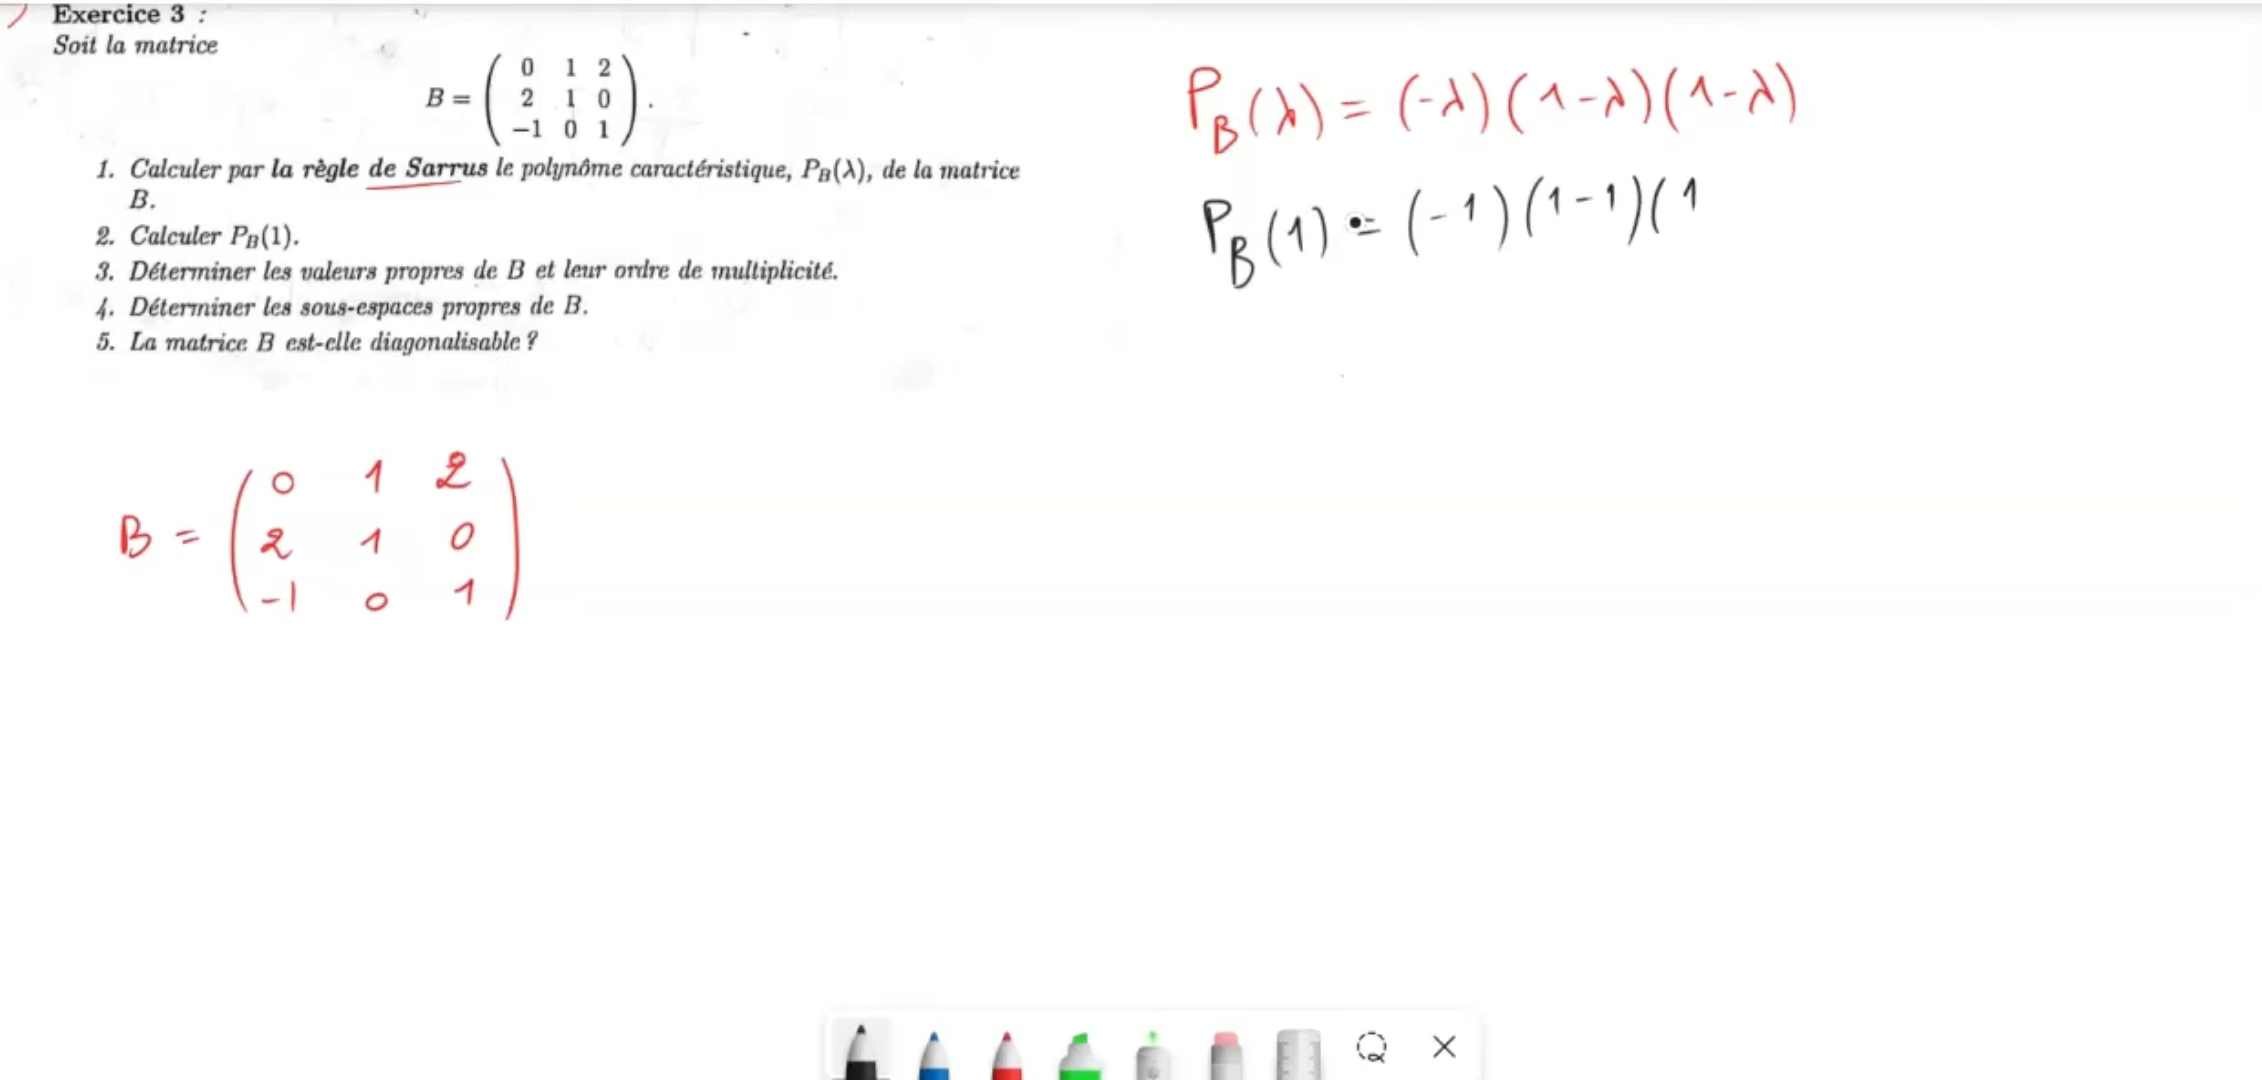 Exercice 3 :
Soit la matrice
B = ( 0 1 2
2 1 0
−1 0 1 ) .
1. Calculer par la règle de Sarrus le polynôme caractéristique, P_B(λ), de la matrice
B.
2. Calculer P_B(1).
3. Déterminer les valeurs propres de B et leur ordre de multiplicité.
4. Déterminer les sous-espaces propres de B.
5. La matrice B est-elle diagonalisable ?
P_B(λ) = (-λ)(1-λ)(1-λ)
P_B(1) = (-1)(1-1)(1
B = ( 0 1 2
2 1 0
-1 0 1 )